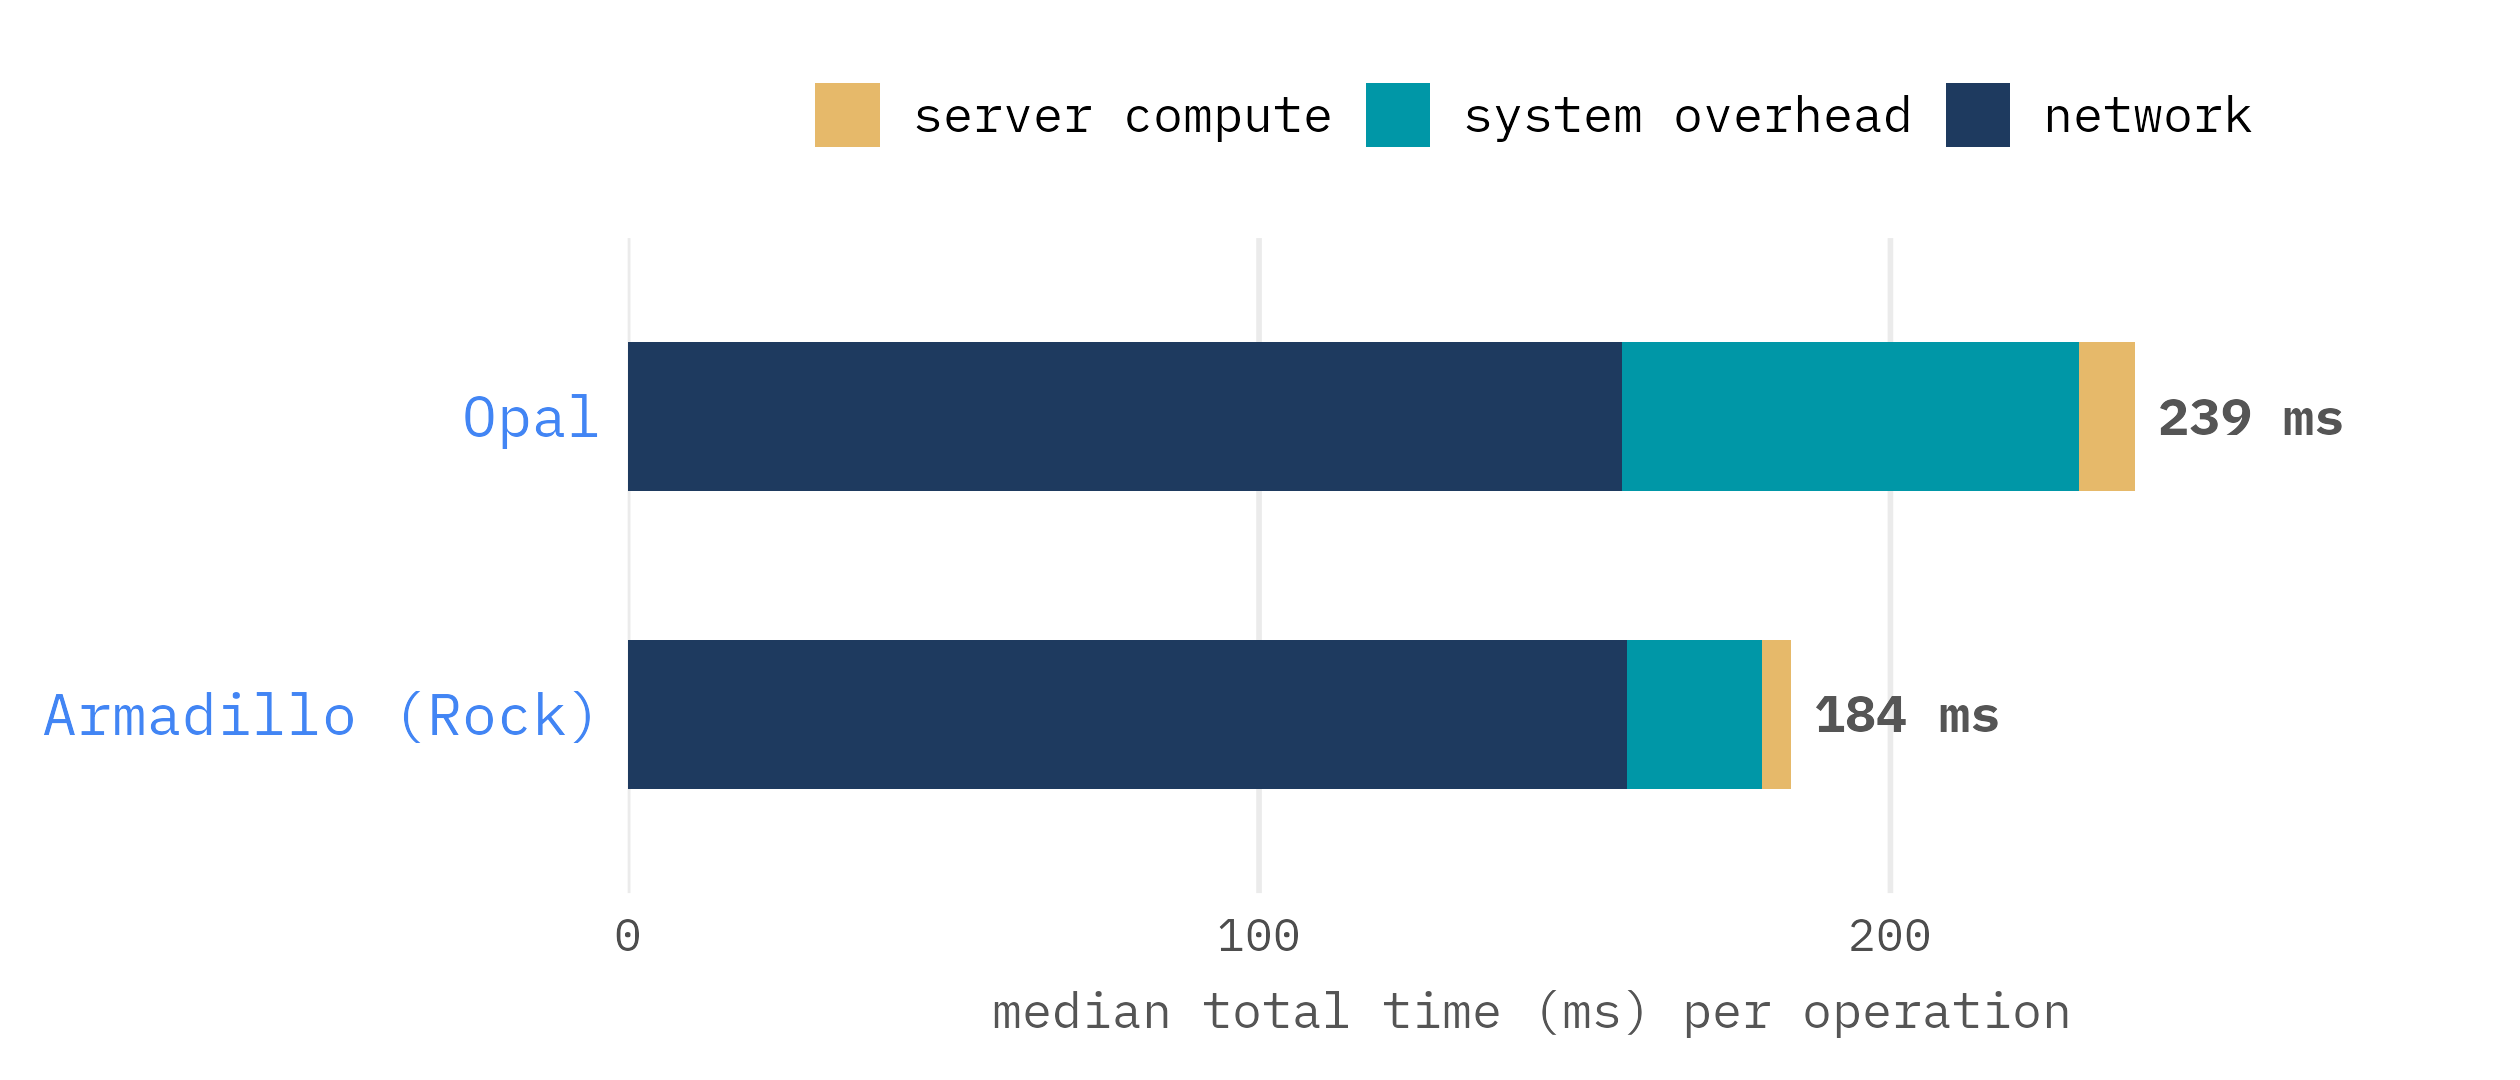 server compute system overhead network
Opal
239 ms
Armadillo (Rock)
184 ms
0 100 200
median total time (ms) per operation